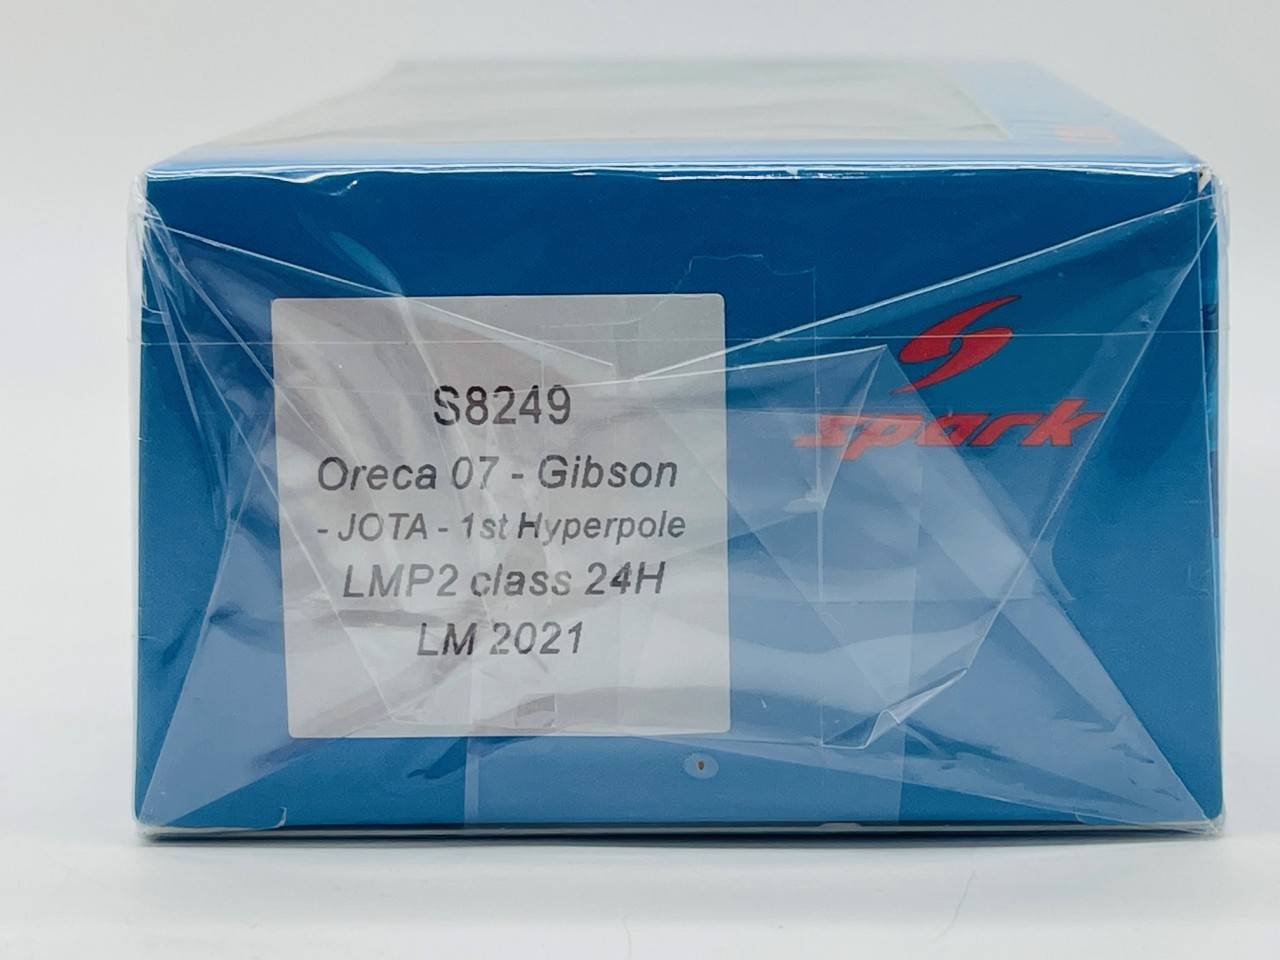 S8249
Oreca 07 - Gibson
- JOTA - 1st Hyperpole
LMP2 class 24H
LM 2021
spark